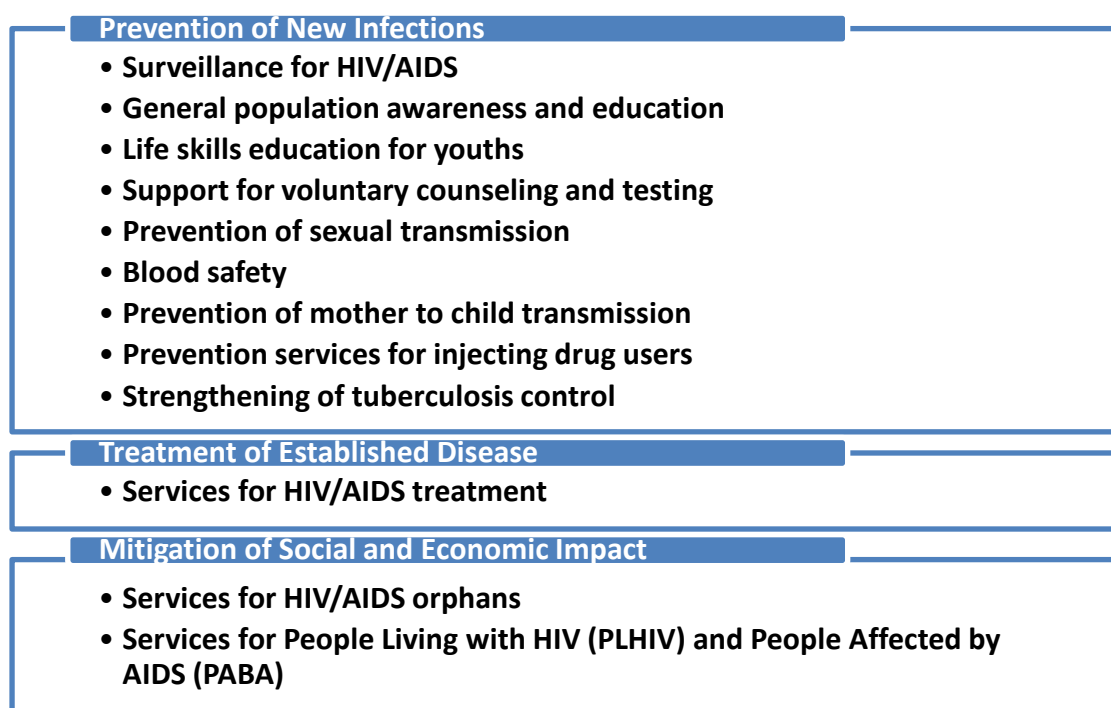 Prevention of New Infections
• Surveillance for HIV/AIDS
• General population awareness and education
• Life skills education for youths
• Support for voluntary counseling and testing
• Prevention of sexual transmission
• Blood safety
• Prevention of mother to child transmission
• Prevention services for injecting drug users
• Strengthening of tuberculosis control
Treatment of Established Disease
• Services for HIV/AIDS treatment
Mitigation of Social and Economic Impact
• Services for HIV/AIDS orphans
• Services for People Living with HIV (PLHIV) and People Affected by
AIDS (PABA)